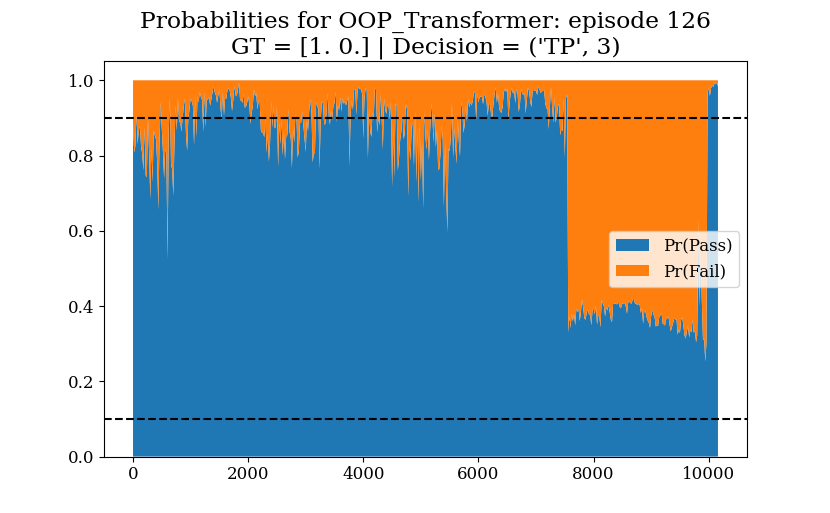 Probabilities for OOP_Transformer: episode 126
GT = [1. 0.] | Decision = ('TP', 3)
1.0
0.8
0.6
0.4
0.2
0.0
Pr(Pass)
Pr(Fail)
0 2000 4000 6000 8000 10000